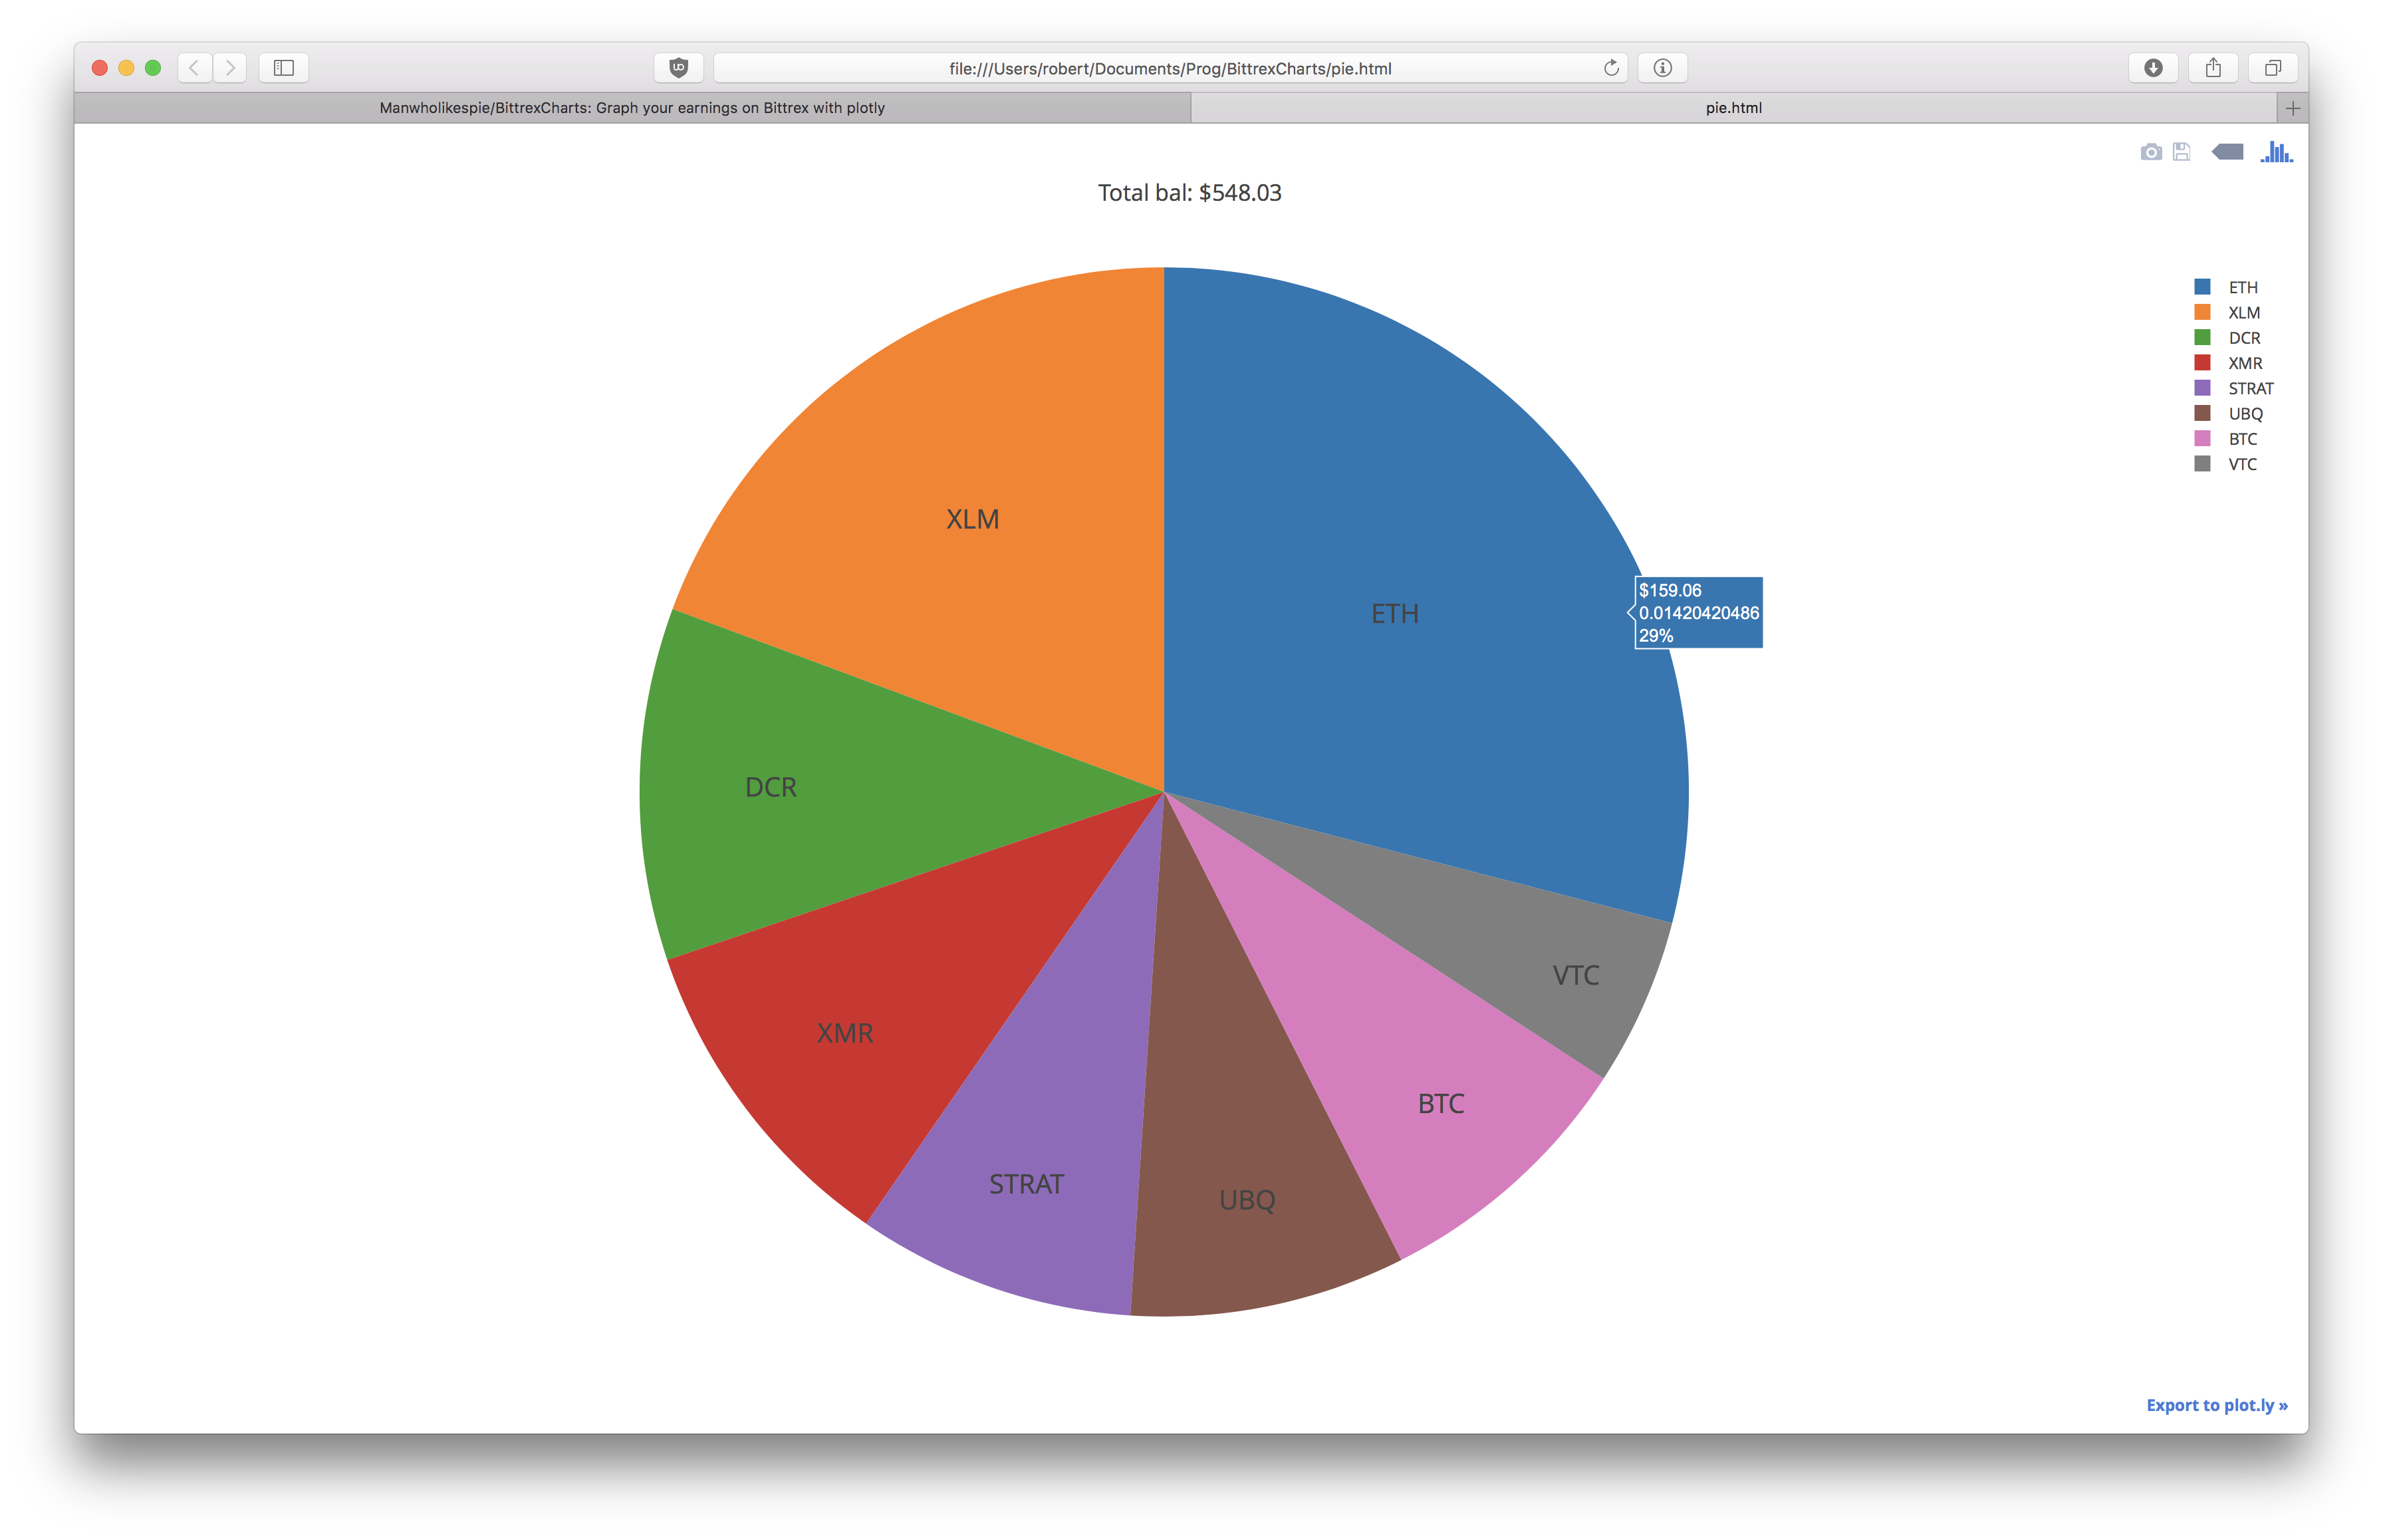 file:///Users/robert/Documents/Prog/BittrexCharts/pie.html
Manwholikespie/BittrexCharts: Graph your earnings on Bittrex with plotly
pie.html
Total bal: $548.03
ETH
XLM
DCR
XMR
STRAT
UBQ
BTC
VTC
XLM
ETH
$159.06
0.01420420486
29%
DCR
VTC
XMR
BTC
STRAT
UBQ
Export to plot.ly »